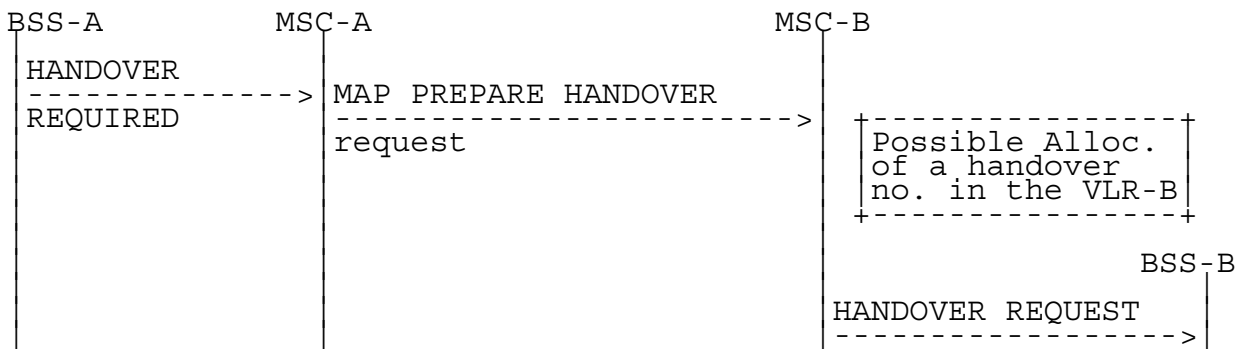 BSS-A MSC-A MSC-B
HANDOVER
MAP PREPARE HANDOVER
REQUIRED
request
Possible Alloc.
of a handover
no. in the VLR-B
BSS-B
HANDOVER REQUEST